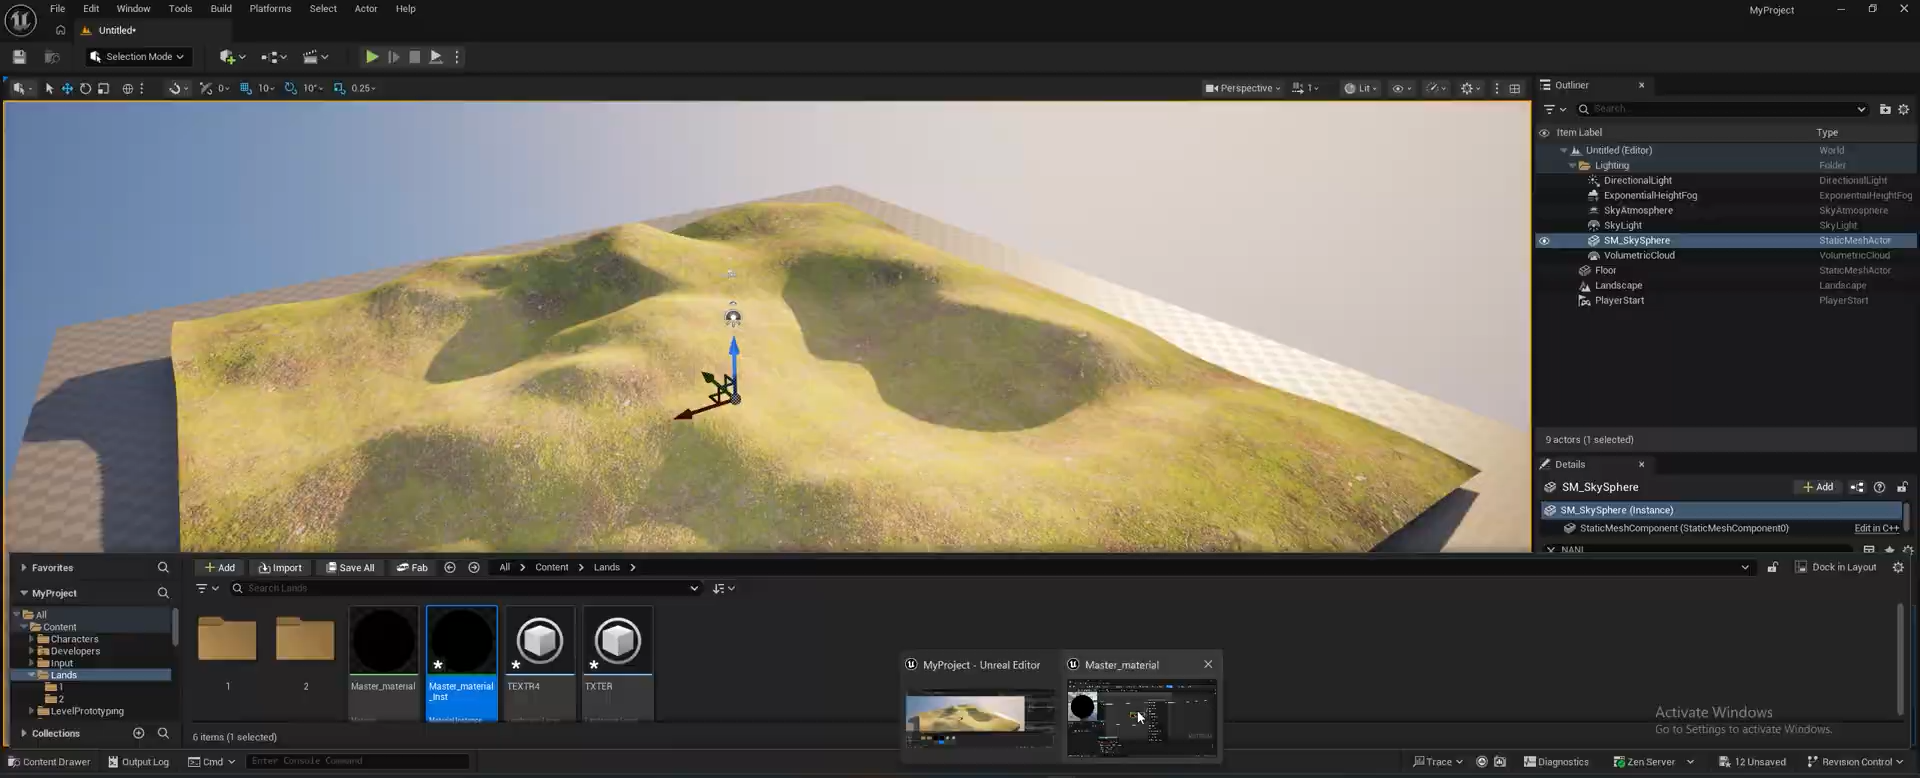 File Edit Window Tools Build Platforms Select Actor Help
MyProject
Untitled•
Selection Mode
0 10 10° 0.25
Perspective 1 Lit
Outliner
Search...
Item Label Type
Untitled (Editor) World
Lighting Folder
DirectionalLight DirectionalLight
ExponentialHeightFog ExponentialHeightFog
SkyAtmosphere SkyAtmosphere
SkyLight SkyLight
SM_SkySphere StaticMeshActor
VolumetricCloud VolumetricCloud
Floor StaticMeshActor
Landscape Landscape
PlayerStart PlayerStart
9 actors (1 selected)
Details
SM_SkySphere
Add
SM_SkySphere (Instance)
StaticMeshComponent (StaticMeshComponent0) Edit in C++
NANI
Favorites
Add Import Save All Fab All Content Lands
Dock in Layout
MyProject
Search Lands
All
Content
Characters
Developers
Input
Lands
1
2
LevelPrototyping
Collections
1
2
Master_material
Master_material
_Inst
TEXTR4
TXTER
6 items (1 selected)
MyProject - Unreal Editor
Master_material
Activate Windows
Go to Settings to activate Windows.
Content Drawer Output Log Cmd Enter Console Command
Trace Diagnostics Zen Server 12 Unsaved Revision Control